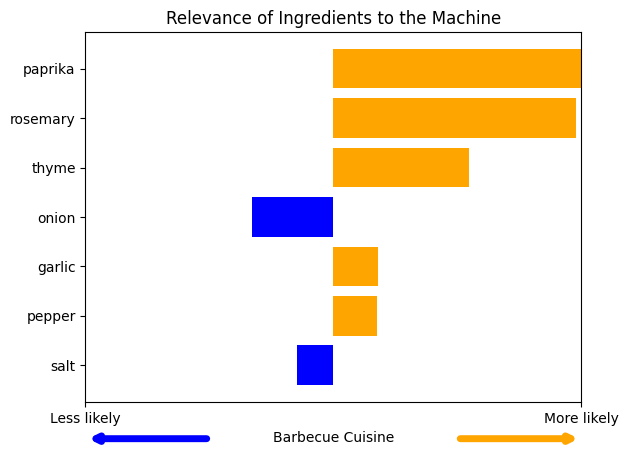 Relevance of Ingredients to the Machine
paprika
rosemary
thyme
onion
garlic
pepper
salt
Less likely
More likely
Barbecue Cuisine